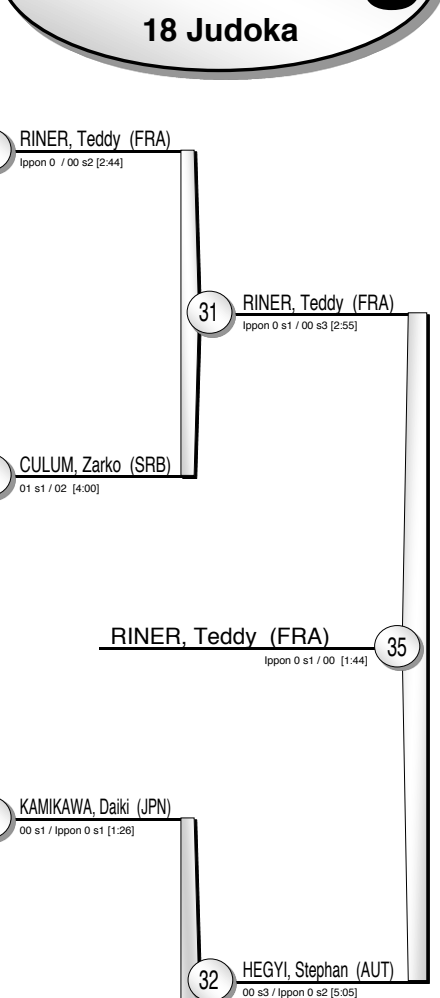 18 Judoka
RINER, Teddy (FRA)
Ippon 0 / 00 s2 [2:44]
31
RINER, Teddy (FRA)
Ippon 0 s1 / 00 s3 [2:55]
CULUM, Zarko (SRB)
01 s1 / 02 [4:00]
RINER, Teddy (FRA)
35
Ippon 0 s1 / 00 [1:44]
KAMIKAWA, Daiki (JPN)
00 s1 / Ippon 0 s1 [1:26]
32
HEGYI, Stephan (AUT)
00 s3 / Ippon 0 s2 [5:05]